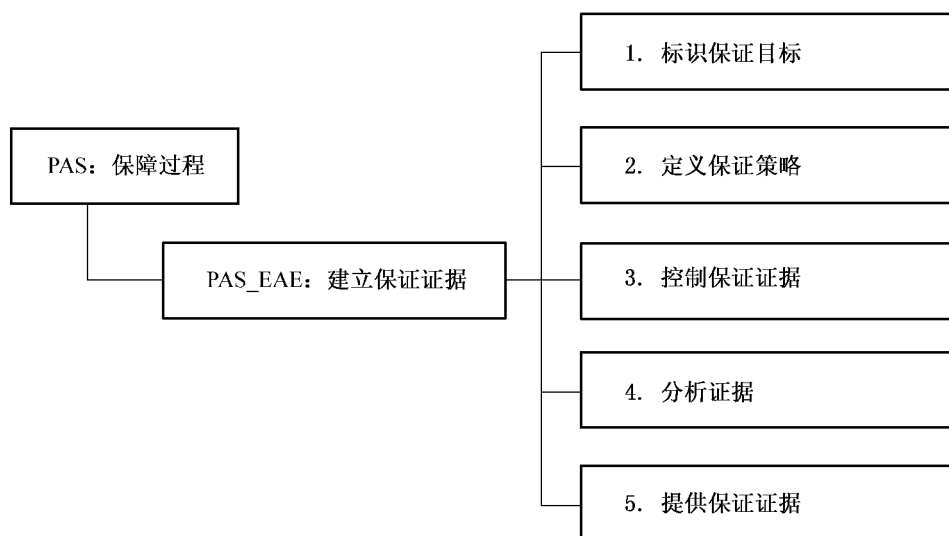 PAS：保障过程
PAS_EAE：建立保证证据
1. 标识保证目标
2. 定义保证策略
3. 控制保证证据
4. 分析证据
5. 提供保证证据